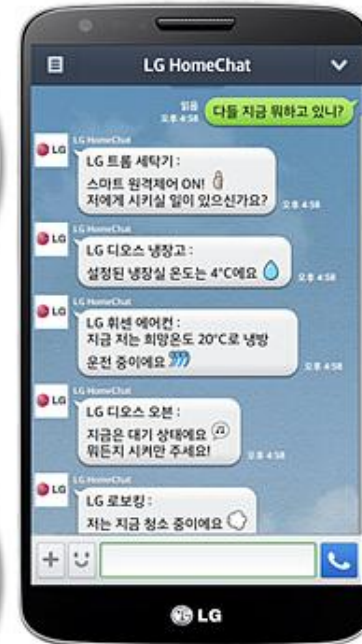 LG HomeChat
읽음
오후 4:58
다들 지금 뭐하고 있니?
LG HomeChat
LG
LG 트롬 세탁기 :
스마트 원격제어 ON!
저에게 시키실 일이 있으신가요?
오후 4:58
LG HomeChat
LG
LG 디오스 냉장고 :
설정된 냉장실 온도는 4°C에요
오후 4:58
LG HomeChat
LG
LG 휘센 에어컨 :
지금 저는 희망온도 20°C로 냉방
운전 중이에요
오후 4:58
LG HomeChat
LG
LG 디오스 오븐 :
지금은 대기 상태에요
뭐든지 시켜만 주세요!
오후 4:58
LG HomeChat
LG
LG 로보킹 :
저는 지금 청소 중이에요
LG